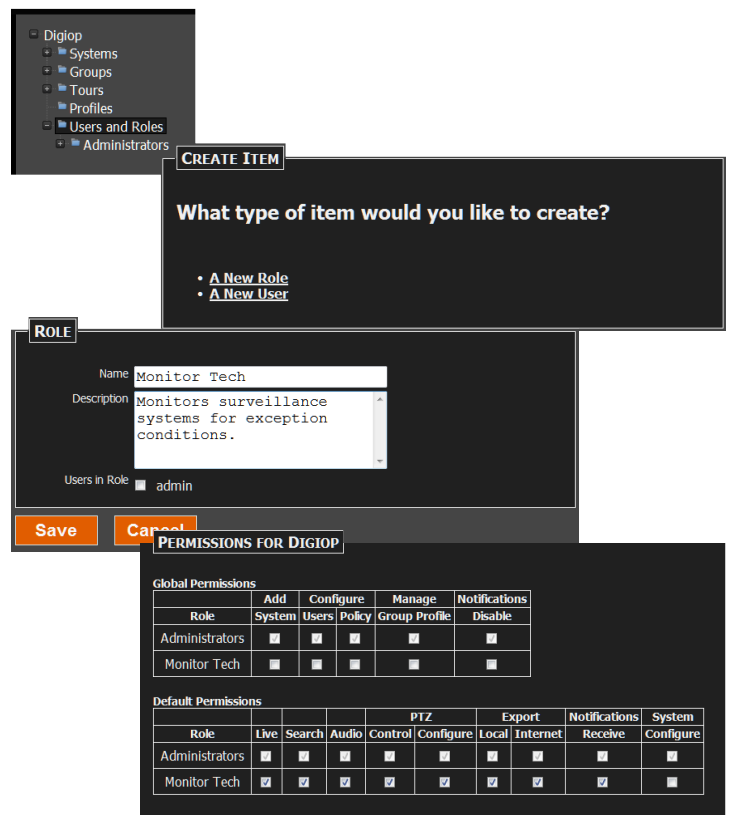 Digiop
Systems
Groups
Tours
Profiles
Users and Roles
Administrators
CREATE ITEM
What type of item would you like to create?
• A New Role
• A New User
ROLE
Name Monitor Tech
Description Monitors surveillance
systems for exception
conditions.
Users in Role admin
Save Cancel
PERMISSIONS FOR DIGIOP
Global Permissions
Add Configure Manage Notifications
Role System Users Policy Group Profile Disable
Administrators
Monitor Tech
Default Permissions
PTZ Export Notifications System
Role Live Search Audio Control Configure Local Internet Receive Configure
Administrators
Monitor Tech